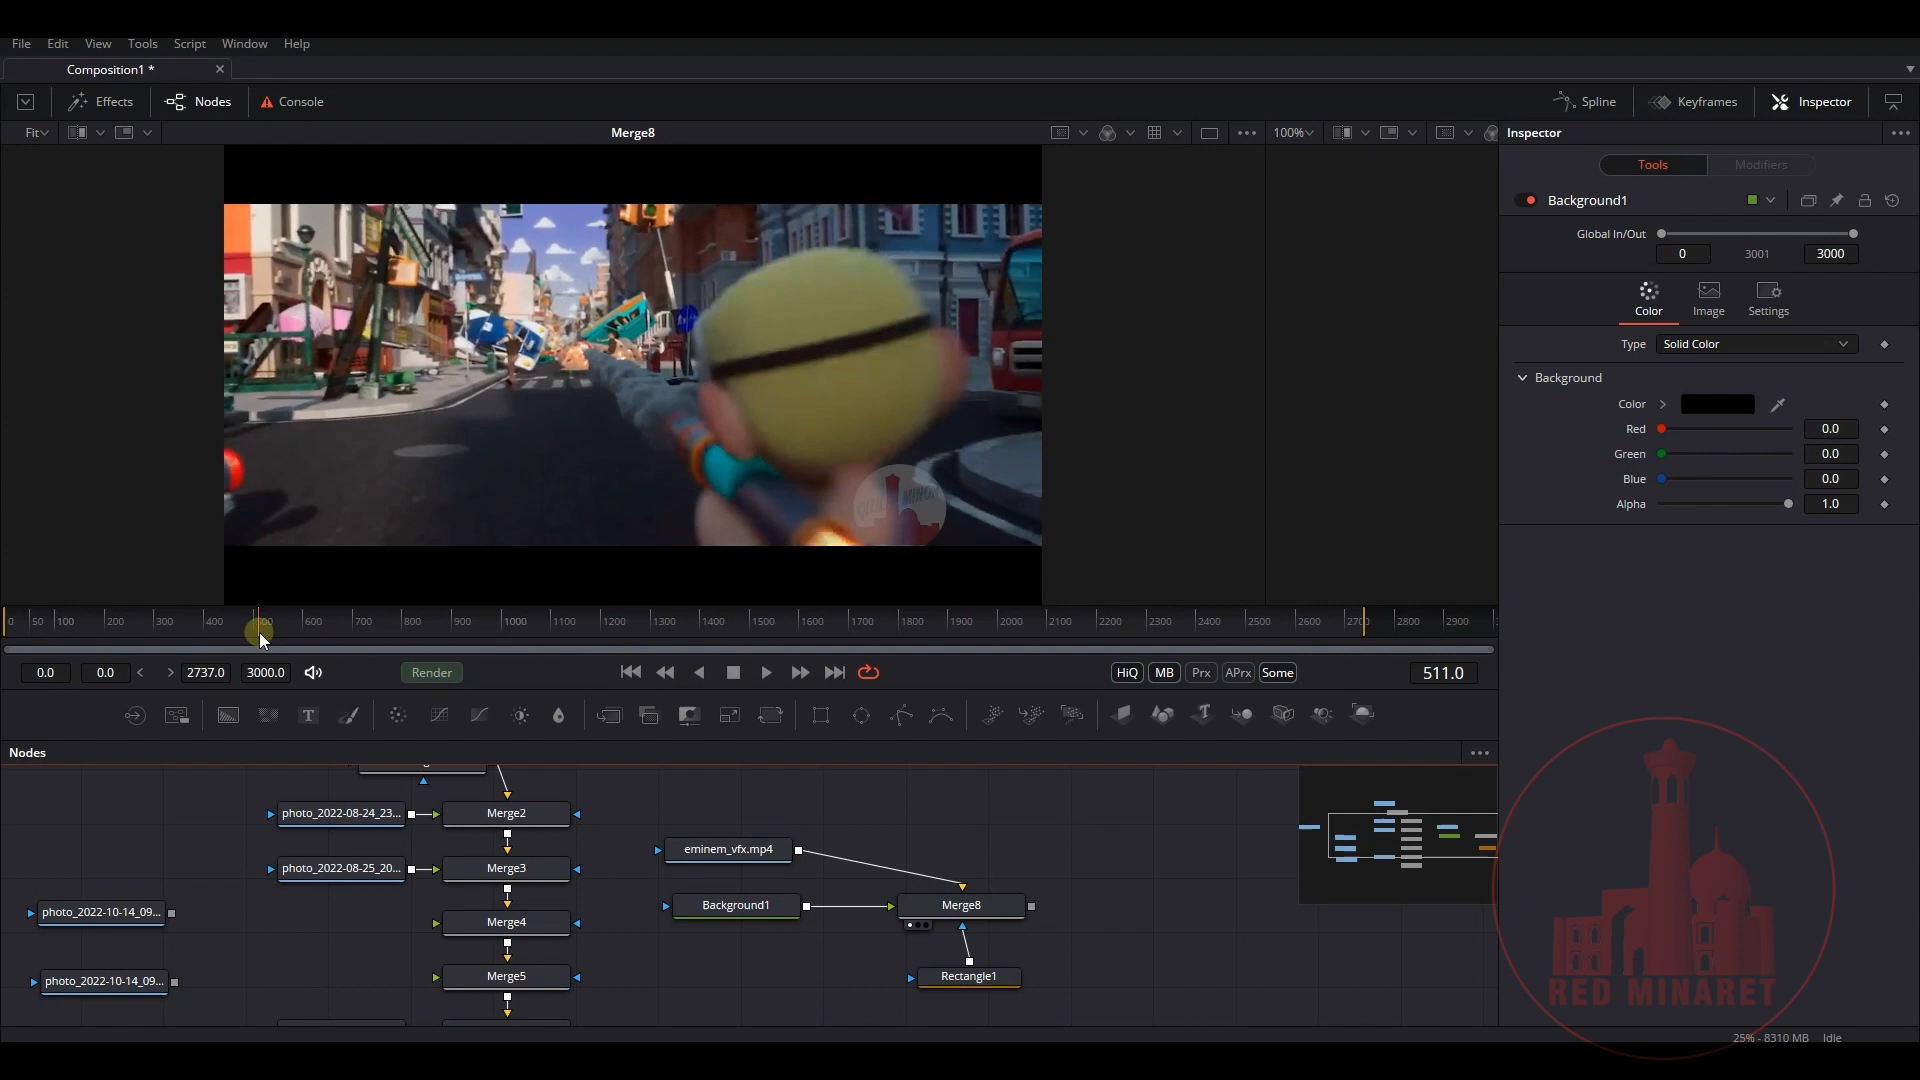 File Edit View Tools Script Window Help
Composition1 *
Effects Nodes Console Spline Keyframes Inspector
Fit Merge8 100% Inspector
Tools Modifiers
Background1
Global In/Out
0 3001 3000
Color Image Settings
Type Solid Color
Background
Color
Red 0.0
Green 0.0
Blue 0.0
Alpha 1.0
0 50 100 200 300 400 600 700 800 900 1000 1100 1200 1300 1400 1500 1600 1700 1800 1900 2000 2100 2200 2300 2400 2500 2600 2800 2900
0.0 0.0 < > 2737.0 3000.0 Render HiQ MB Prx APrx Some 511.0
Nodes
photo_2022-08-24_23... Merge2
eminem_vfx.mp4
photo_2022-08-25_20... Merge3
photo_2022-10-14_09... Background1 Merge8
Merge4
photo_2022-10-14_09... Merge5 Rectangle1
RED MINARET
25% - 8310 MB Idle